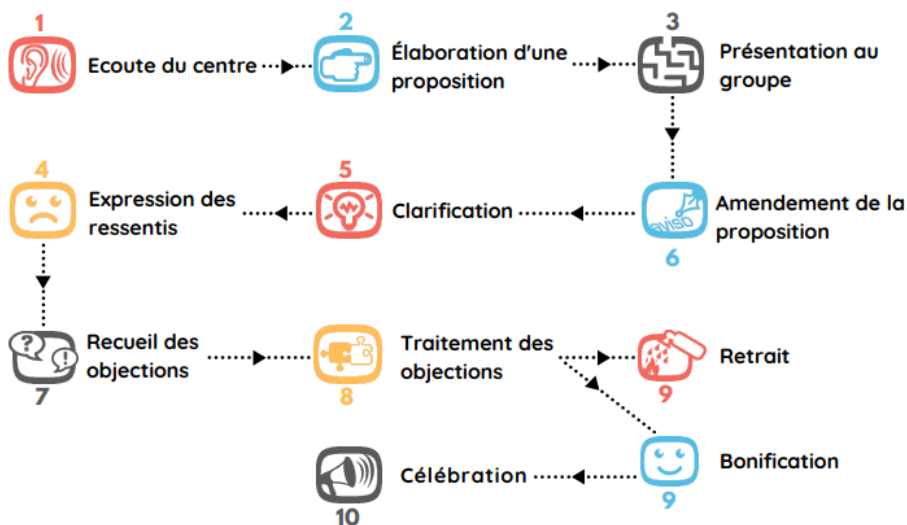 1
Ecoute du centre
2
Élaboration d'une
proposition
3
Présentation au
groupe
4
Expression des
ressentis
5
Clarification
aviso
6
Amendement de la
proposition
? !
7
Recueil des
objections
8
Traitement des
objections
9
Retrait
10
Célébration
9
Bonification